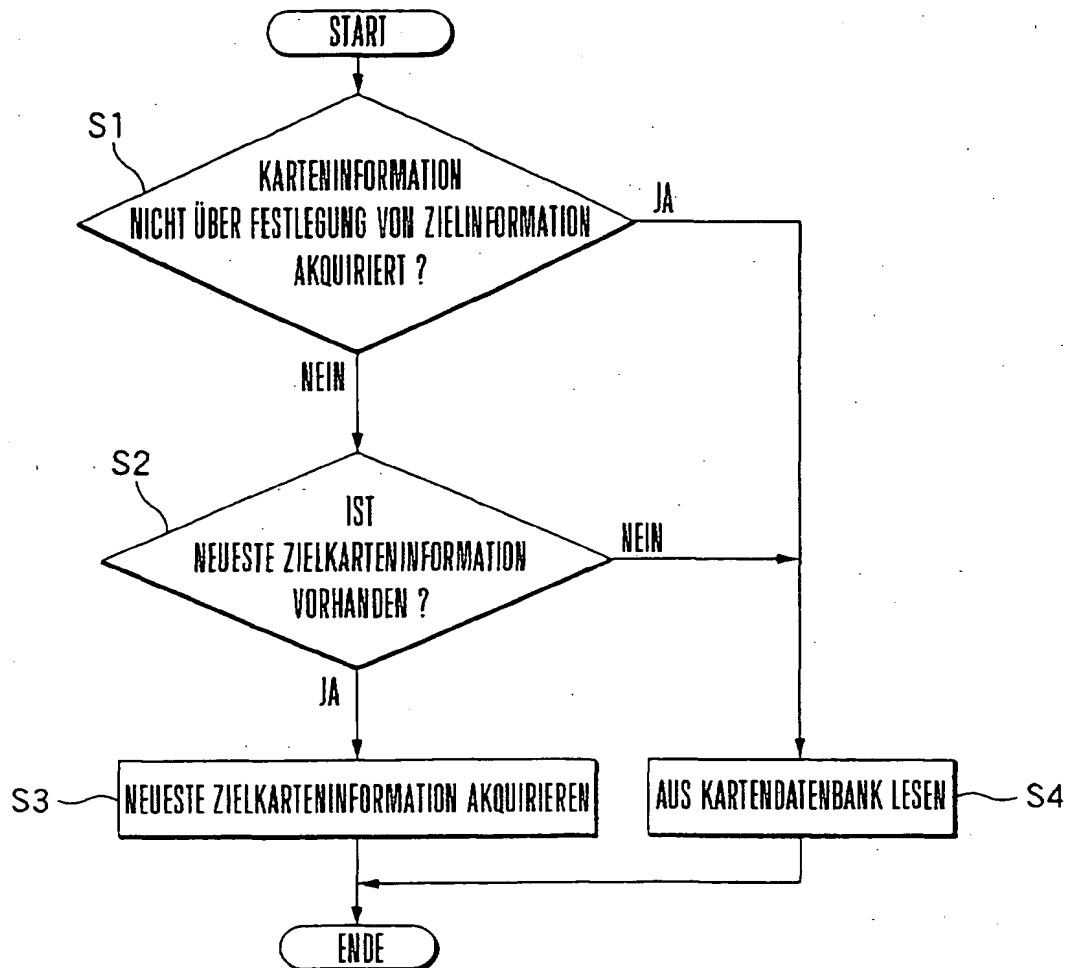 START
S1
KARTENINFORMATION
NICHT ÜBER FESTLEGUNG VON ZIELINFORMATION
AKQUIRIERT ?
JA
NEIN
S2
IST
NEUESTE ZIELKARTENINFORMATION
VORHANDEN ?
NEIN
JA
S3
NEUESTE ZIELKARTENINFORMATION AKQUIRIEREN
AUS KARTENDATENBANK LESEN
S4
ENDE